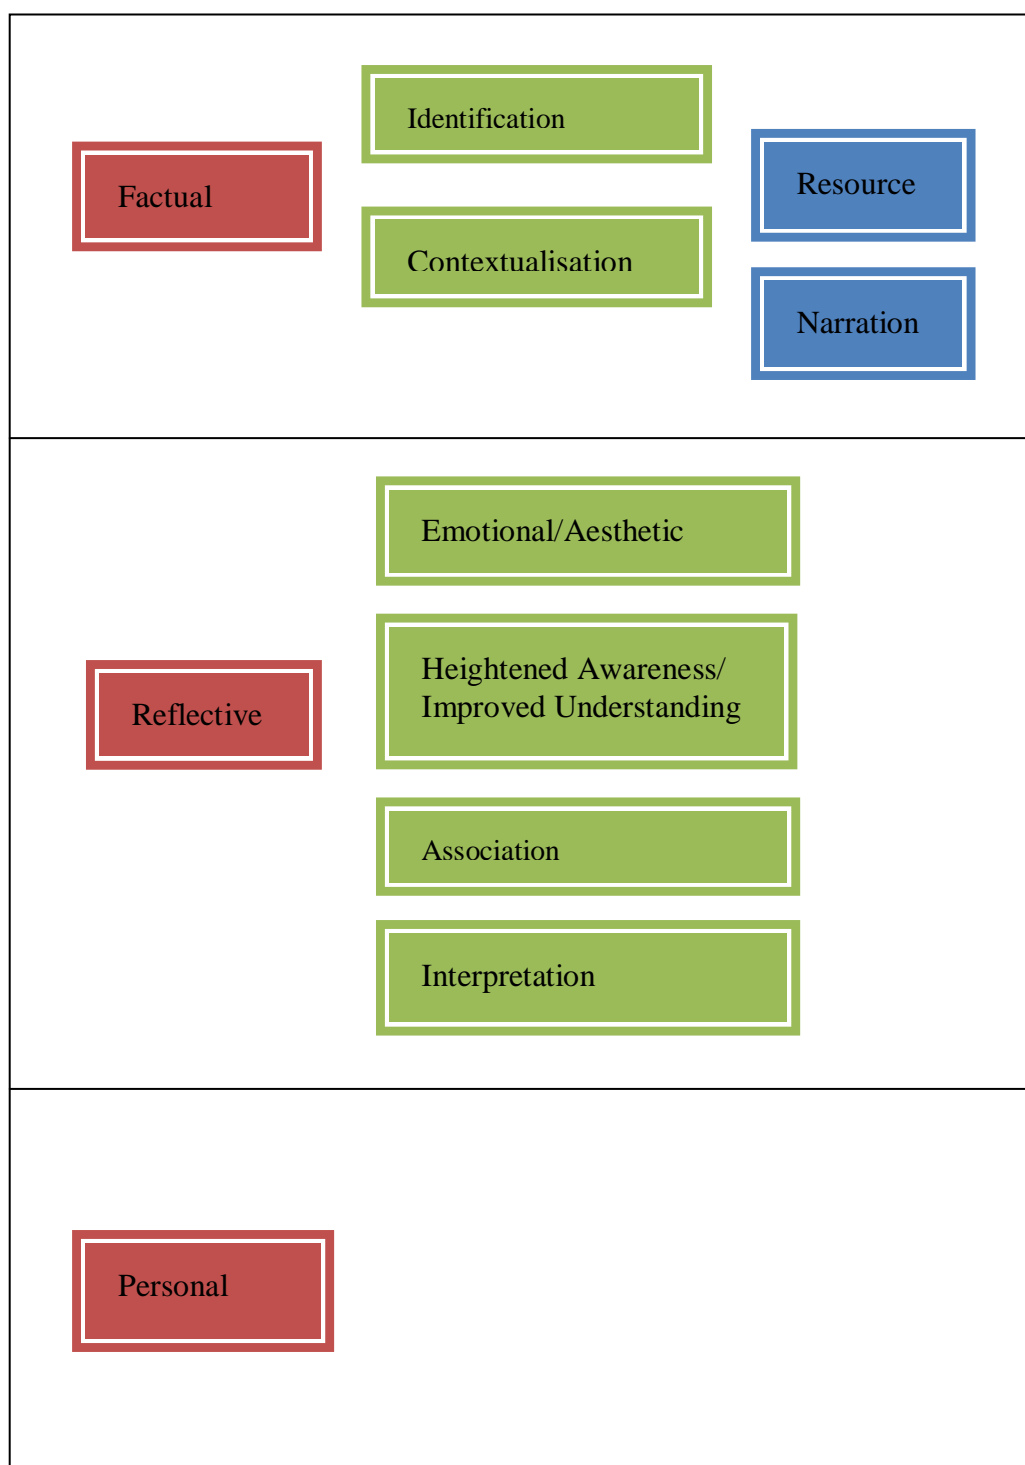 Factual
Identification
Contextualisation
Resource
Narration
Reflective
Emotional/Aesthetic
Heightened Awareness/
Improved Understanding
Association
Interpretation
Personal